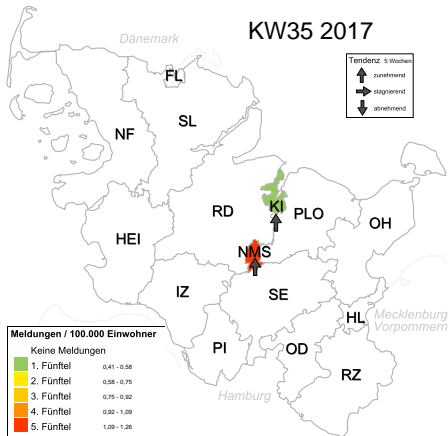 KW35 2017
Dänemark
Tendenz 5 Wochen
zunehmend
stagnierend
abnehmend
FL
SL
NF
RD
KI
PLO
OH
HEI
NMS
IZ
SE
HL
Mecklenburg
Vorpommern
PI
OD
RZ
Hamburg
Meldungen / 100.000 Einwohner
Keine Meldungen
1. Fünftel 0,41 - 0,58
2. Fünftel 0,58 - 0,75
3. Fünftel 0,75 - 0,92
4. Fünftel 0,92 - 1,09
5. Fünftel 1,09 - 1,26